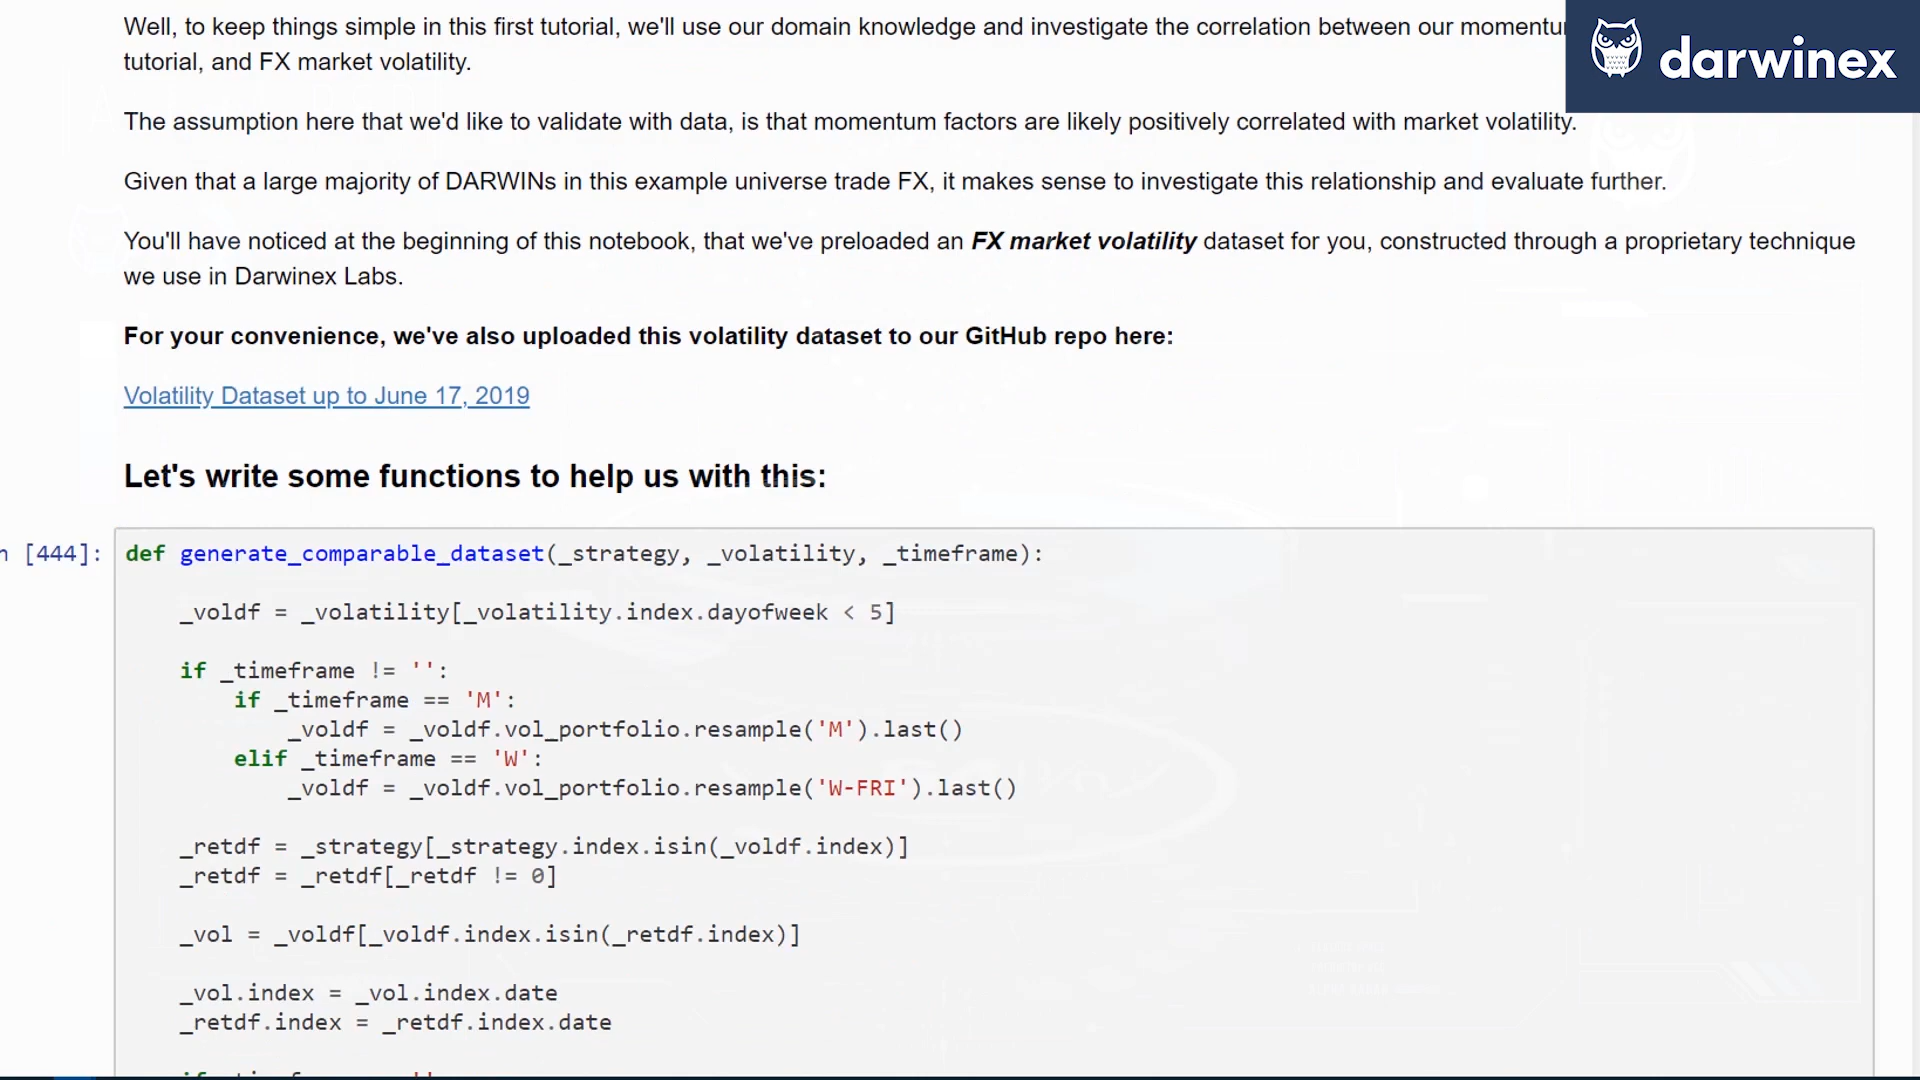 Well, to keep things simple in this first tutorial, we'll use our domain knowledge and investigate the correlation between our
tutorial, and FX market volatility.
darwinex
The assumption here that we'd like to validate with data, is that momentum factors are likely positively correlated with market volatility.
Given that a large majority of DARWINs in this example universe trade FX, it makes sense to investigate this relationship and evaluate further.
You'll have noticed at the beginning of this notebook, that we've preloaded an FX market volatility dataset for you, constructed through a proprietary technique
we use in Darwinex Labs.
For your convenience, we've also uploaded this volatility dataset to our GitHub repo here:
Volatility Dataset up to June 17, 2019
Let's write some functions to help us with this:
[444]: def generate_comparable_dataset(_strategy, _volatility, _timeframe):
_voldf = _volatility[_volatility.index.dayofweek < 5]
if _timeframe != '':
if _timeframe == 'M':
_voldf = _voldf.vol_portfolio.resample('M').last()
elif _timeframe == 'W':
_voldf = _voldf.vol_portfolio.resample('W-FRI').last()
_retdf = _strategy[_strategy.index.isin(_voldf.index)]
_retdf = _retdf[_retdf != 0]
_vol = _voldf[_voldf.index.isin(_retdf.index)]
_vol.index = _vol.index.date
_retdf.index = _retdf.index.date